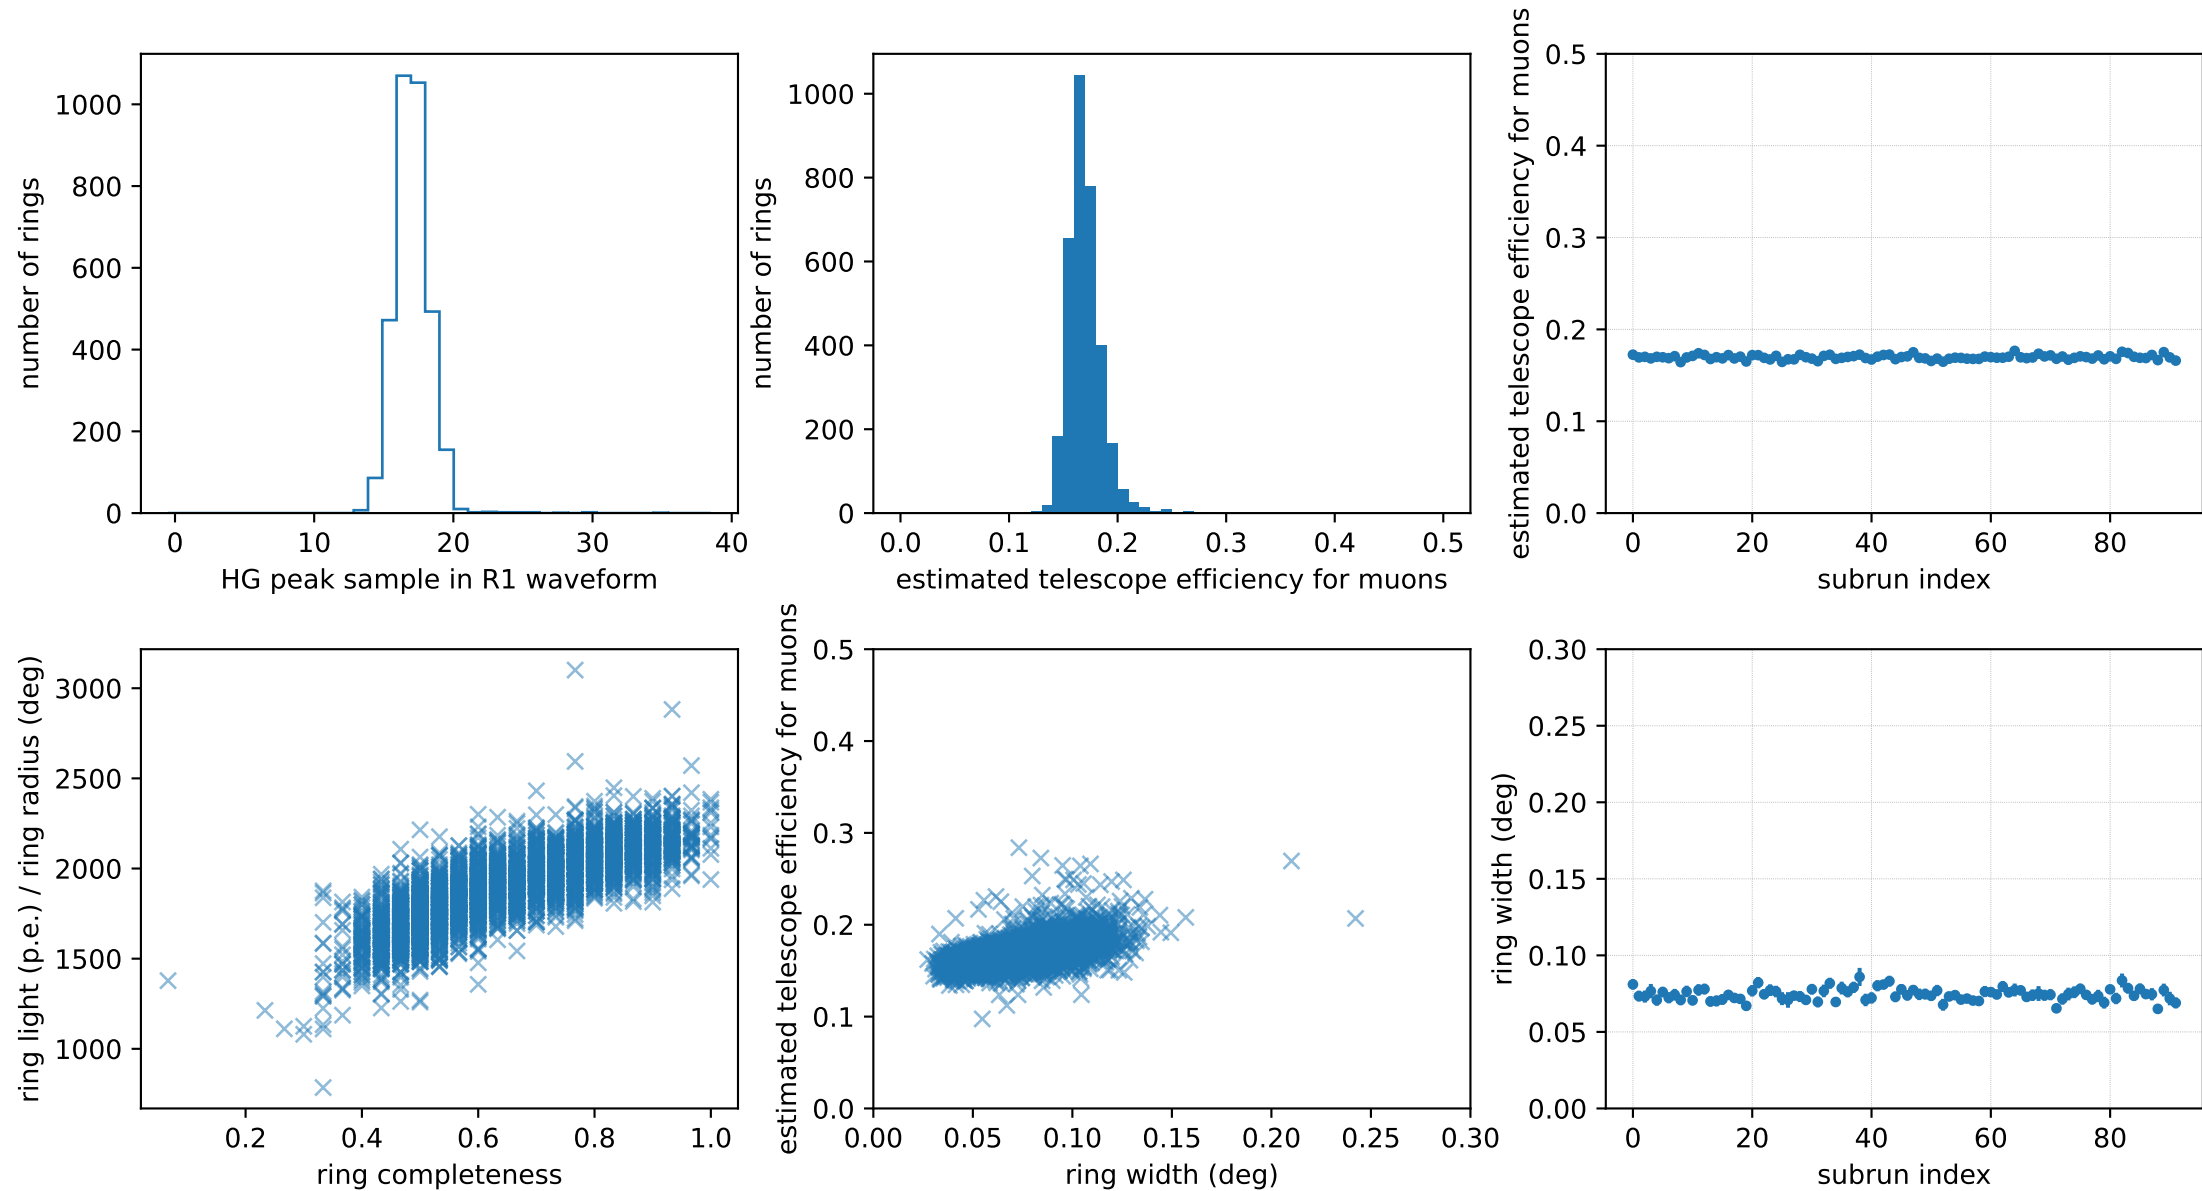 number of rings
1000
800
600
400
200
0
0 10 20 30 40
HG peak sample in R1 waveform
number of rings
1000
800
600
400
200
0
0.0 0.1 0.2 0.3 0.4 0.5
estimated telescope efficiency for muons
estimated telescope efficiency for muons
0.5
0.4
0.3
0.2
0.1
0.0
0 20 40 60 80
subrun index
ring light (p.e.) / ring radius (deg)
3000
2500
2000
1500
1000
0.2 0.4 0.6 0.8 1.0
ring completeness
estimated telescope efficiency for muons
0.5
0.4
0.3
0.2
0.1
0.0
0.00 0.05 0.10 0.15 0.20 0.25 0.30
ring width (deg)
ring width (deg)
0.30
0.25
0.20
0.15
0.10
0.05
0.00
0 20 40 60 80
subrun index